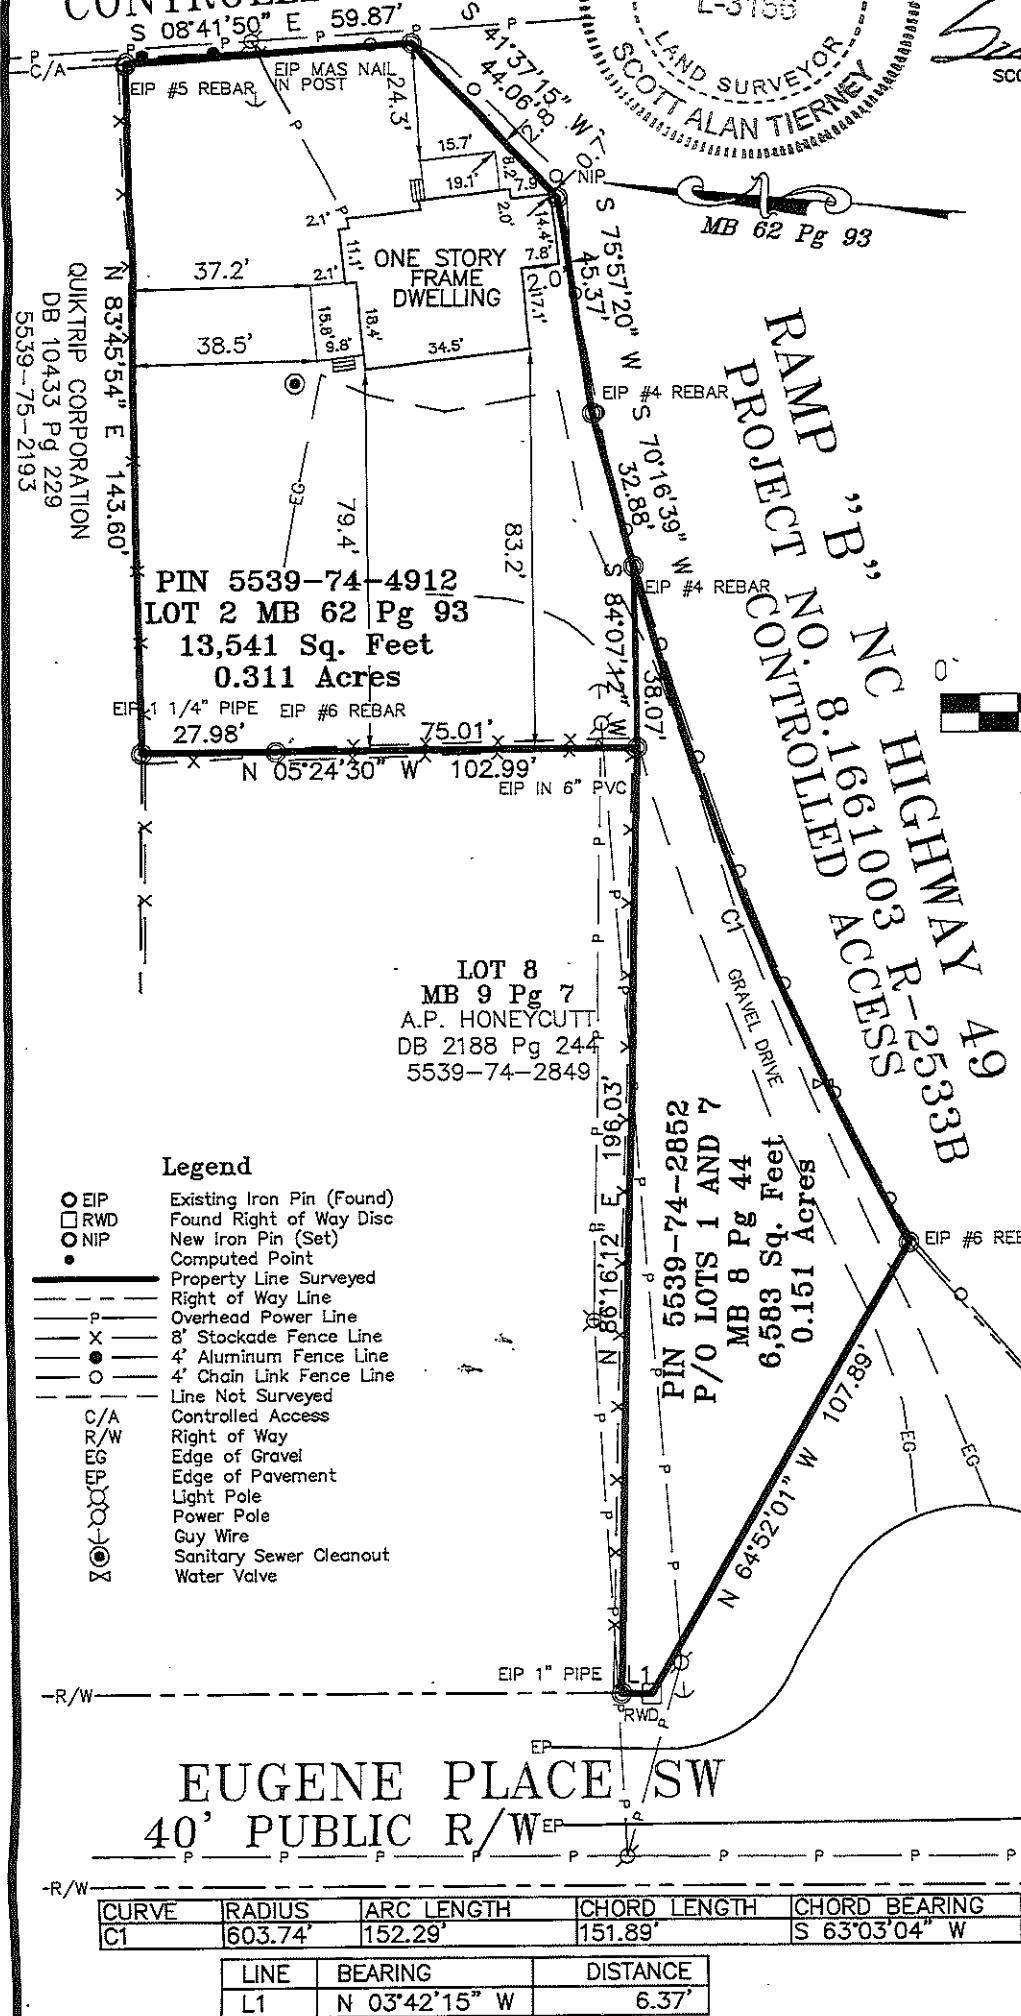 CONTROLLED
S 08°41'50" E 59.87'
C/A
P
EIP #5 REBAR
EIP MAS NAIL
IN POST
S 41°37'15" W
44.06'
24.3'
L-3156
LAND SURVEYOR
SCOTT ALAN TIERNEY
15.7'
19.1'
8.2'
7.9'
NIP
2.0'
14.4'
7.8'
2.0'
17.1'
2.1'
11.1'
2.1'
ONE STORY
FRAME
DWELLING
MB 62 Pg 93
S 75°57'20" W
45.37'
37.2'
15.8'
9.8'
18.4'
38.5'
34.5'
N 83°45'54" E 143.60'
QUIKTRIP CORPORATION
DB 10433 Pg 229
5539-75-2193
EIP #4 REBAR
S 70°16'39" W
32.88'
EG
79.4'
83.2'
EIP #4 REBAR
S 84°07'12" W
38.07'
RAMP "B" NC HIGHWAY 49
PROJECT NO. 8.1661003 R-2533B
CONTROLLED ACCESS
PIN 5539-74-4912
LOT 2 MB 62 Pg 93
13,541 Sq. Feet
0.311 Acres
EIP 1 1/4" PIPE EIP #6 REBAR
27.98' 75.01'
N 05°24'30" W 102.99'
EIP IN 6" PVC
C1
GRAVEL DRIVE
LOT 8
MB 9 Pg 7
A.P. HONEYCUTT
DB 2188 Pg 244
5539-74-2849
N 86°16'12" E 196.03'
PIN 5539-74-2852
P/O LOTS 1 AND 7
MB 8 Pg 44
6,583 Sq. Feet
0.151 Acres
EIP #6 REB
N 64°52'01" W 107.89'
EG
EG
Legend
EIP Existing Iron Pin (Found)
RWD Found Right of Way Disc
NIP New Iron Pin (Set)
Computed Point
Property Line Surveyed
Right of Way Line
P Overhead Power Line
X 8' Stockade Fence Line
4' Aluminum Fence Line
4' Chain Link Fence Line
Line Not Surveyed
C/A Controlled Access
R/W Right of Way
EG Edge of Gravel
EP Edge of Pavement
Light Pole
Power Pole
Guy Wire
Sanitary Sewer Cleanout
Water Valve
EIP 1" PIPE L1
R/W
RWD
EP
EUGENE PLACE SW
40' PUBLIC R/W
EP
R/W
CURVE RADIUS ARC LENGTH CHORD LENGTH CHORD BEARING
C1 603.74' 152.29' 151.89' S 63°03'04" W
LINE BEARING DISTANCE
L1 N 03°42'15" W 6.37'